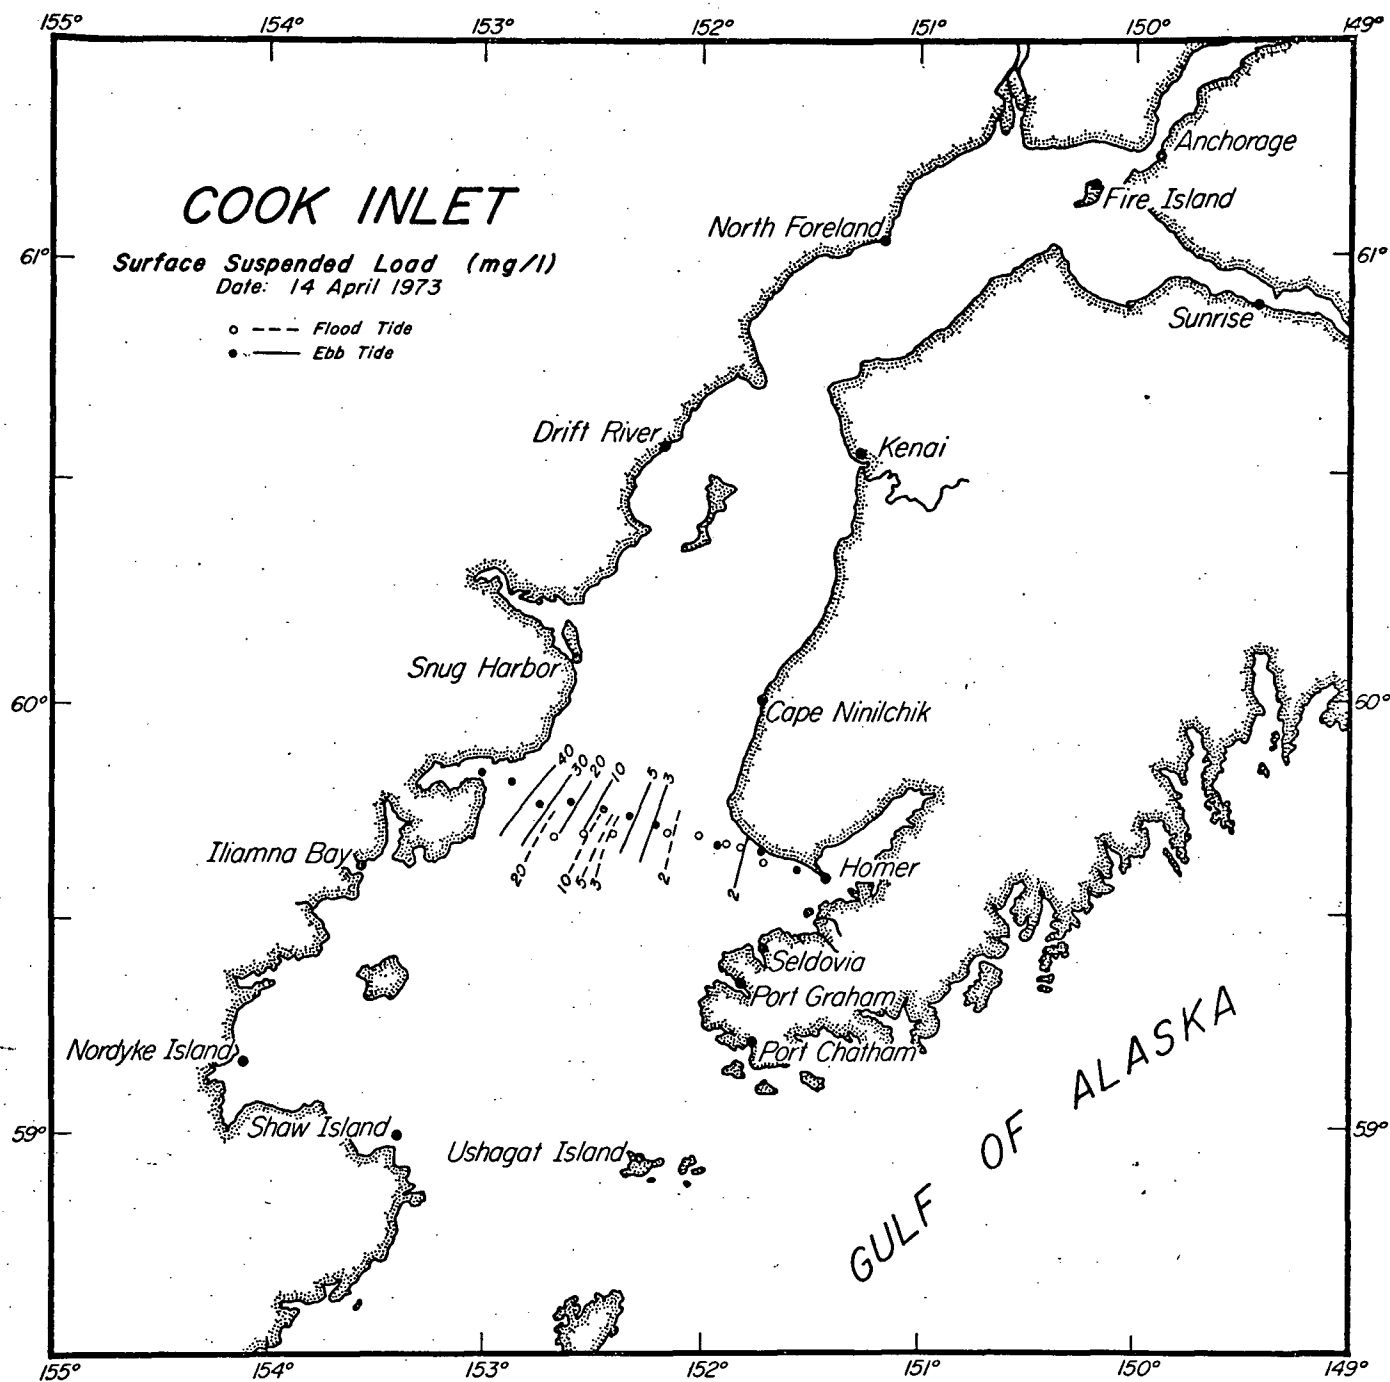 155° 154° 153° 152° 151° 150° 149°
Anchorage
COOK INLET
Fire Island
North Foreland
61° 61°
Surface Suspended Load (mg/l)
Date: 14 April 1973
Sunrise
Flood Tide
Ebb Tide
Drift River
Kenai
Snug Harbor
60° 60°
Cape Ninilchik
40 30 20 10 5 3
Iliamna Bay
Homer
20 10 5 3 2 2
Seldovia
Port Graham
Nordyke Island
Port Chatham
GULF OF ALASKA
Shaw Island
59° 59°
Ushagat Island
155° 154° 153° 152° 151° 150° 149°